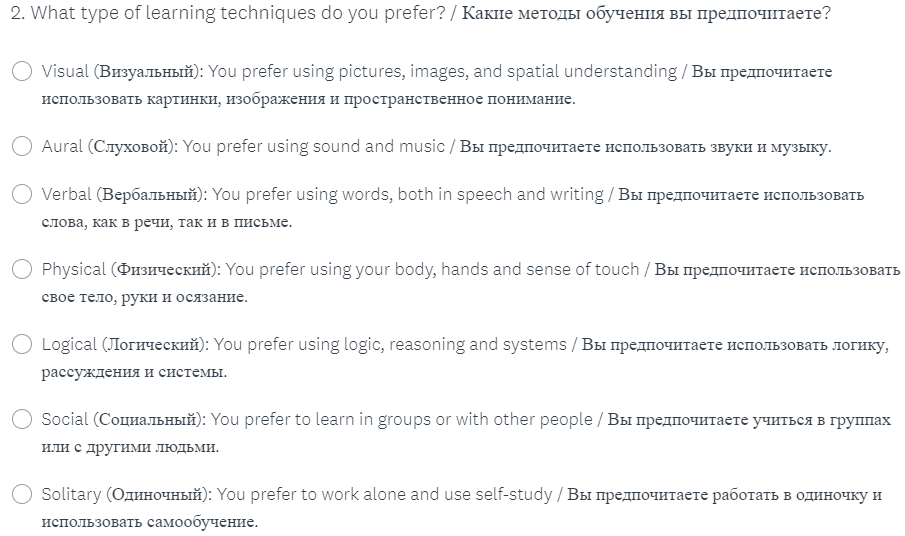 2. What type of learning techniques do you prefer? / Какие методы обучения вы предпочитаете?
Visual (Визуальный): You prefer using pictures, images, and spatial understanding / Вы предпочитаете
использовать картинки, изображения и пространственное понимание.
Aural (Слуховой): You prefer using sound and music / Вы предпочитаете использовать звуки и музыку.
Verbal (Вербальный): You prefer using words, both in speech and writing / Вы предпочитаете использовать
слова, как в речи, так и в письме.
Physical (Физический): You prefer using your body, hands and sense of touch / Вы предпочитаете использовать
свое тело, руки и осязание.
Logical (Логический): You prefer using logic, reasoning and systems / Вы предпочитаете использовать логику,
рассуждения и системы.
Social (Социальный): You prefer to learn in groups or with other people / Вы предпочитаете учиться в группах
или с другими людьми.
Solitary (Одиночный): You prefer to work alone and use self-study / Вы предпочитаете работать в одиночку и
использовать самообучение.